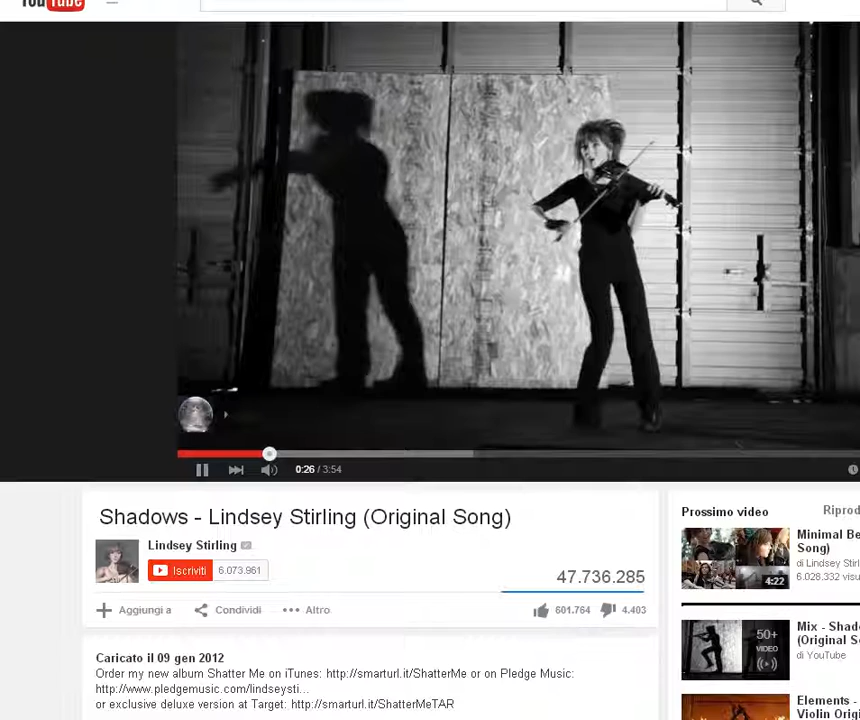 YouTube
0:26 / 3:54
Shadows - Lindsey Stirling (Original Song)
Lindsey Stirling
Iscriviti 6.073.961
47.736.285
Aggiungi a Condividi Altro
601.764 4.403
Caricato il 09 gen 2012
Order my new album Shatter Me on iTunes: http://smarturl.it/ShatterMe or on Pledge Music:
http://www.pledgemusic.com/lindseysti...
or exclusive deluxe version at Target: http://smarturl.it/ShatterMeTAR
Prossimo video Riprod
Minimal Be
Song)
di Lindsey Stirl
6.028.332 visu
4:22
Mix - Shad
(Original S
di YouTube
50+
VIDEO
Elements -
Violin Orig